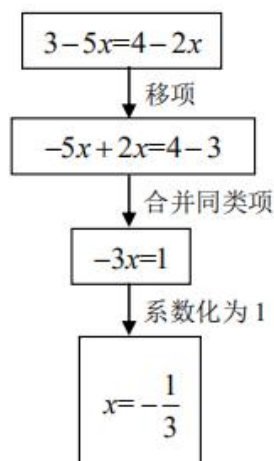 3−5x=4−2x
移项
−5x+2x=4−3
合并同类项
−3x=1
系数化为 1
x=−1/3